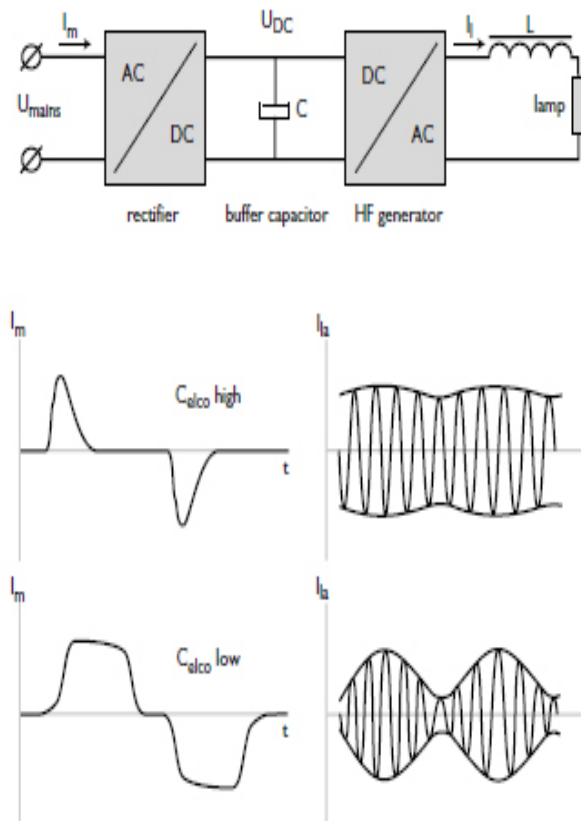 Im
UDC
Il
L
AC
DC
C
DC
AC
Umains
lamp
rectifier
buffer capacitor
HF generator
Im
Celco high
t
Ila
Im
Celco low
t
Ila